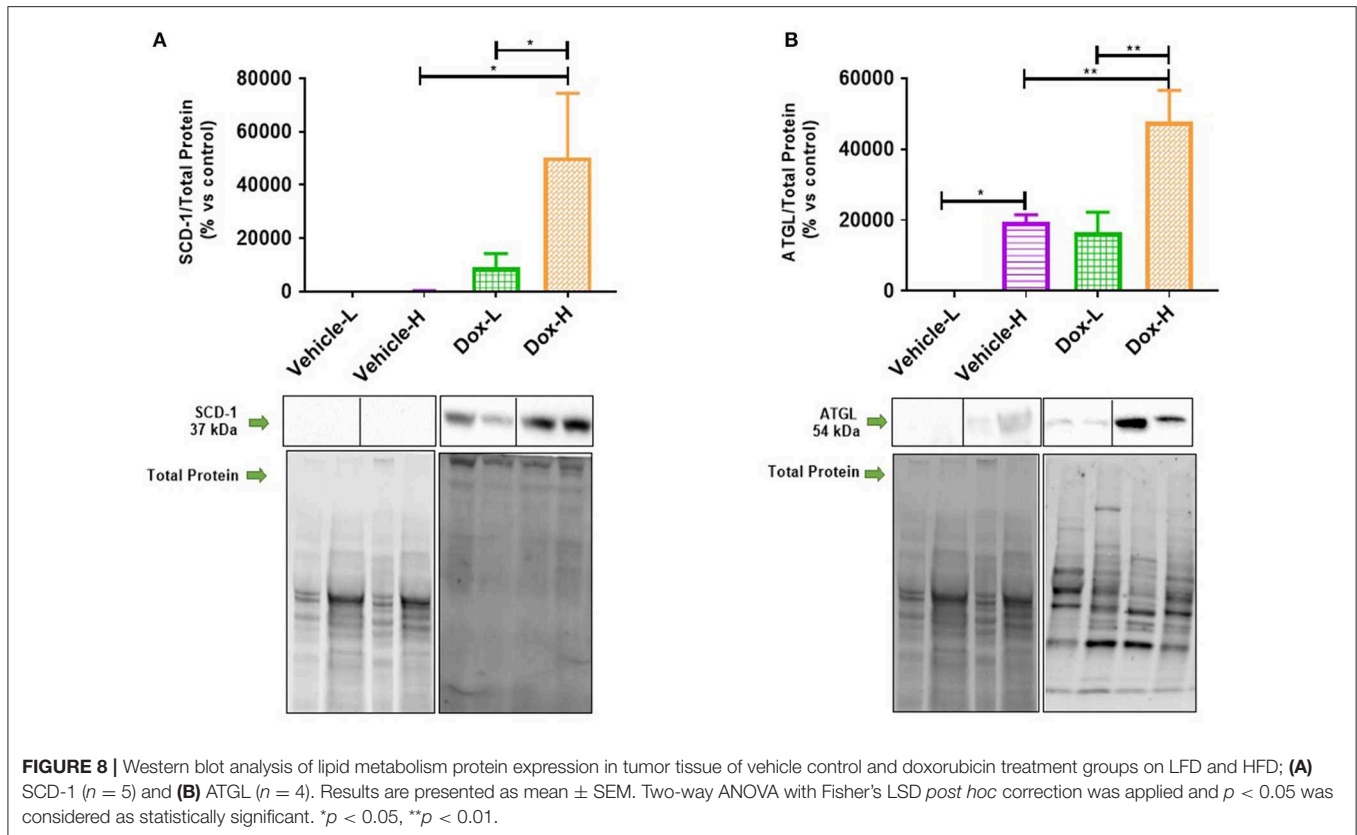 A
*
*
80000
60000
40000
20000
0
SCD-1/Total Protein
(% vs control)
Vehicle-L
Vehicle-H
Dox-L
Dox-H
SCD-1
37 kDa
Total Protein
B
**
**
*
60000
40000
20000
0
ATGL/Total Protein
(% vs control)
Vehicle-L
Vehicle-H
Dox-L
Dox-H
ATGL
54 kDa
Total Protein
FIGURE 8 | Western blot analysis of lipid metabolism protein expression in tumor tissue of vehicle control and doxorubicin treatment groups on LFD and HFD; (A)
SCD-1 (n = 5) and (B) ATGL (n = 4). Results are presented as mean ± SEM. Two-way ANOVA with Fisher's LSD post hoc correction was applied and p < 0.05 was
considered as statistically significant. *p < 0.05, **p < 0.01.